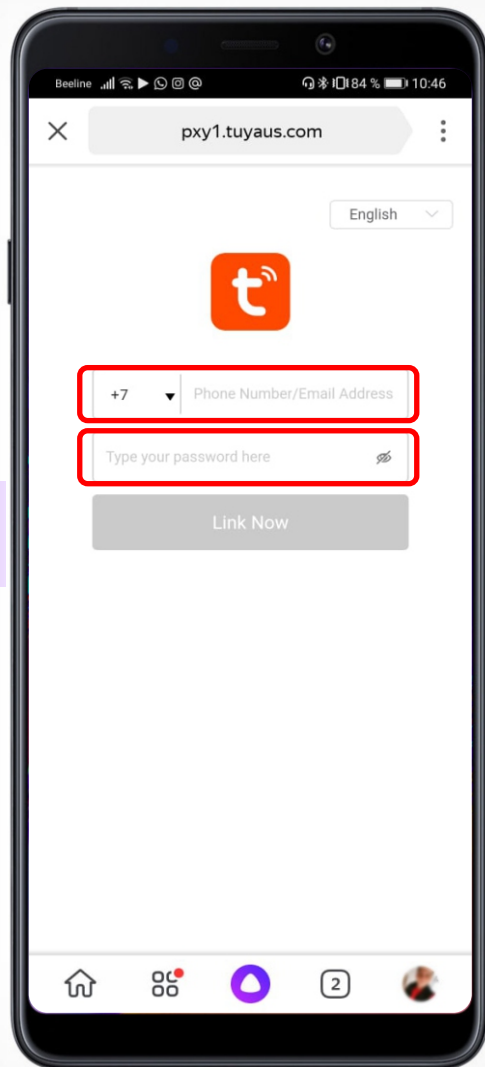 Beeline 84 % 10:46
pxy1.tuyaus.com
English
t
+7 Phone Number/Email Address
Type your password here
Link Now
2